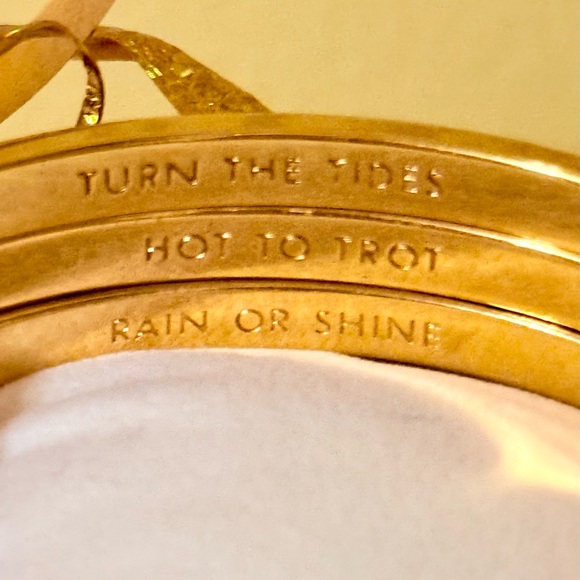 TURN THE TIDES
HOT TO TROT
RAIN OR SHINE